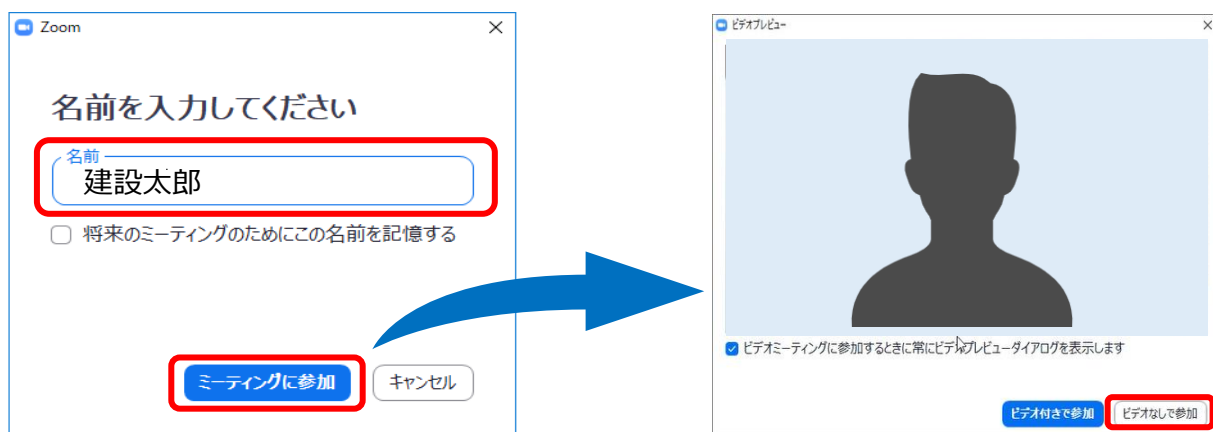 Zoom
名前を入力してください
名前
建設太郎
将来のミーティングのためにこの名前を記憶する
ミーティングに参加
キャンセル
ビデオプレビュー
ビデオミーティングに参加するときに常にビデオプレビューダイアログを表示します
ビデオ付きで参加
ビデオなしで参加